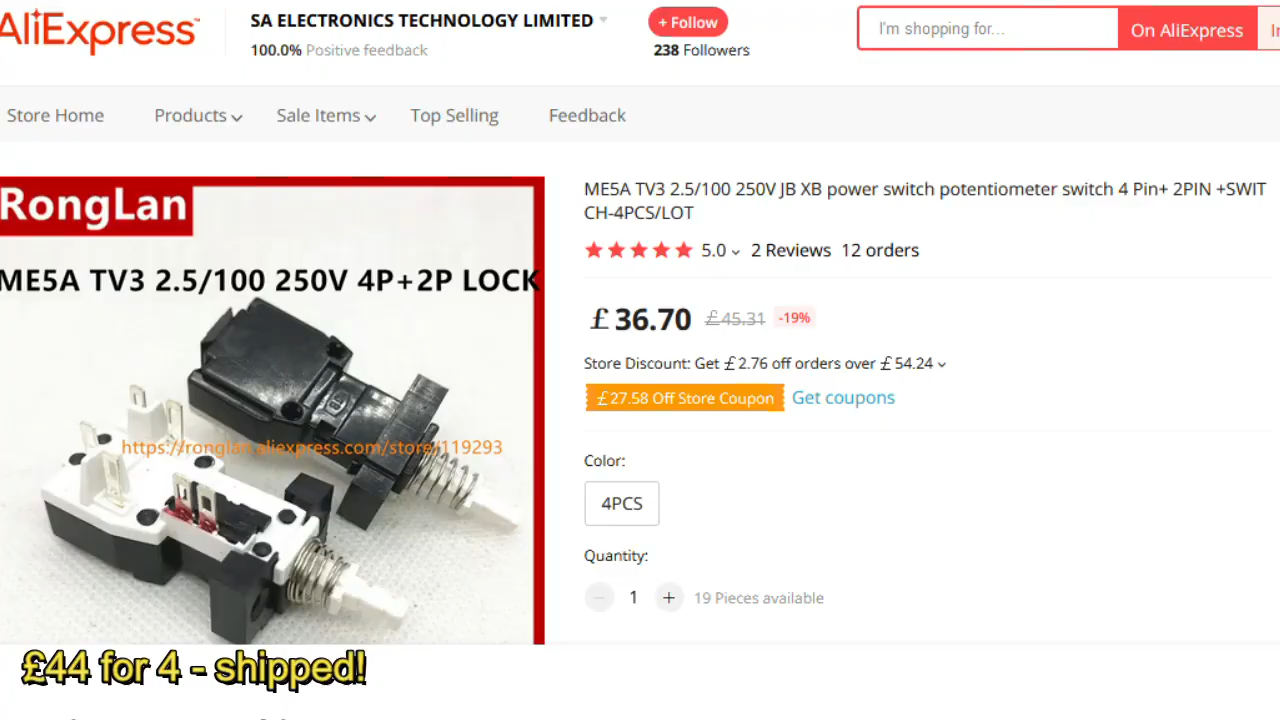 AliExpress™
SA ELECTRONICS TECHNOLOGY LIMITED
100.0% Positive feedback
+ Follow
238 Followers
I'm shopping for...
On AliExpress
Store Home
Products
Sale Items
Top Selling
Feedback
RongLan
ME5A TV3 2.5/100 250V 4P+2P LOCK
https://ronglan.aliexpress.com/store/119293
ME5A TV3 2.5/100 250V JB XB power switch potentiometer switch 4 Pin+ 2PIN +SWIT
CH-4PCS/LOT
5.0 2 Reviews 12 orders
£36.70 £45.31 -19%
Store Discount: Get £2.76 off orders over £54.24
£27.58 Off Store Coupon Get coupons
Color:
4PCS
Quantity:
− 1 + 19 Pieces available
£44 for 4 - shipped!